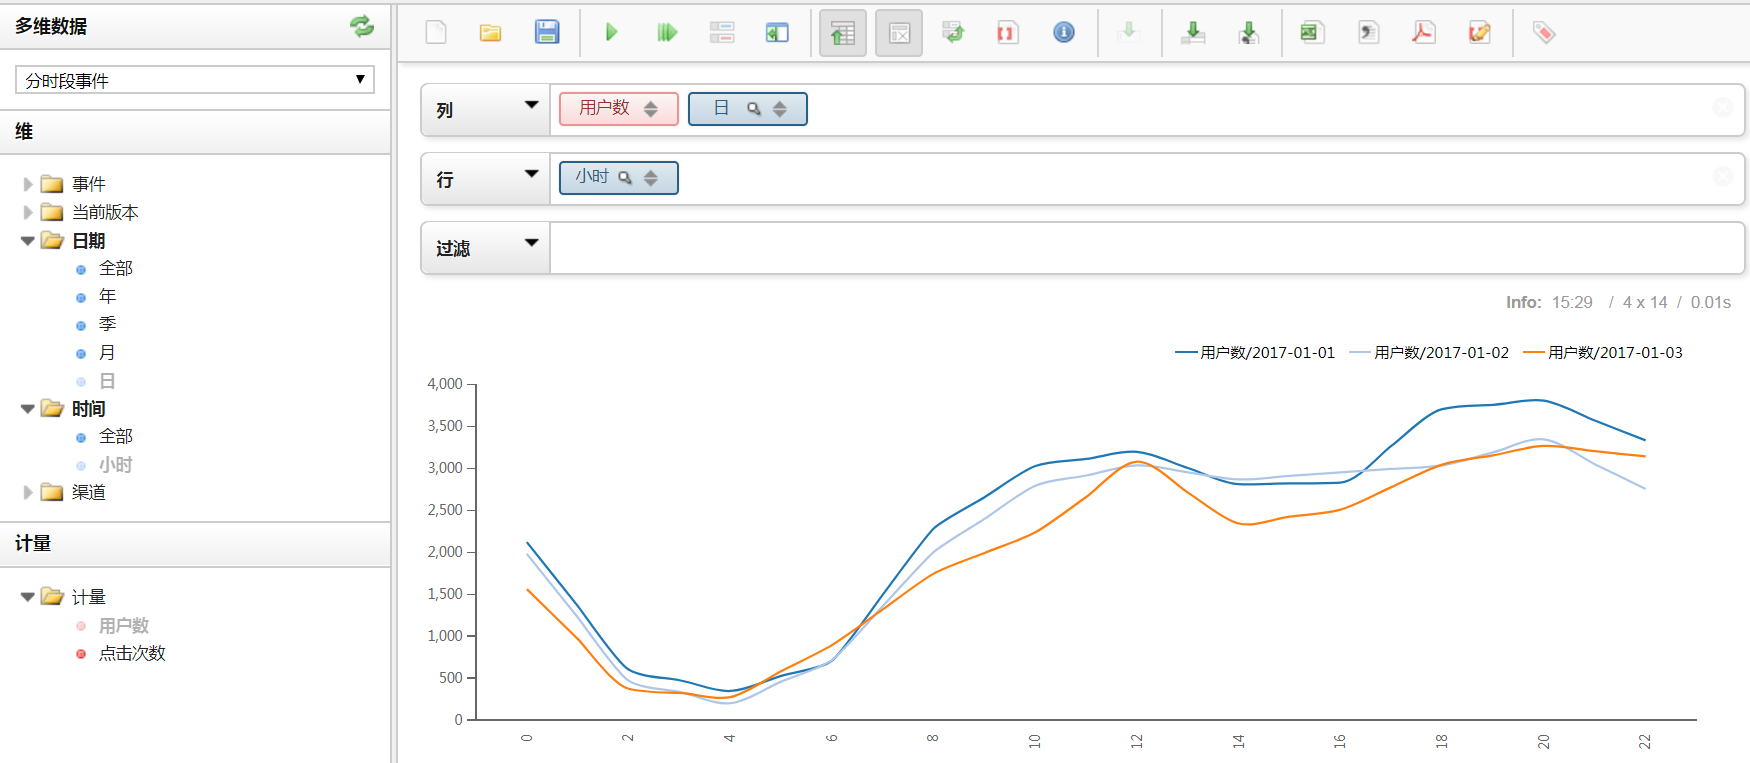 多维数据
分时段事件
维
事件
当前版本
日期
全部
年
季
月
日
时间
全部
小时
渠道
计量
计量
用户数
点击次数
列
用户数
日
行
小时
过滤
Info: 15:29 / 4 x 14 / 0.01s
用户数/2017-01-01 用户数/2017-01-02 用户数/2017-01-03
4,000
3,500
3,000
2,500
2,000
1,500
1,000
500
0
0 2 4 6 8 10 12 14 16 18 20 22